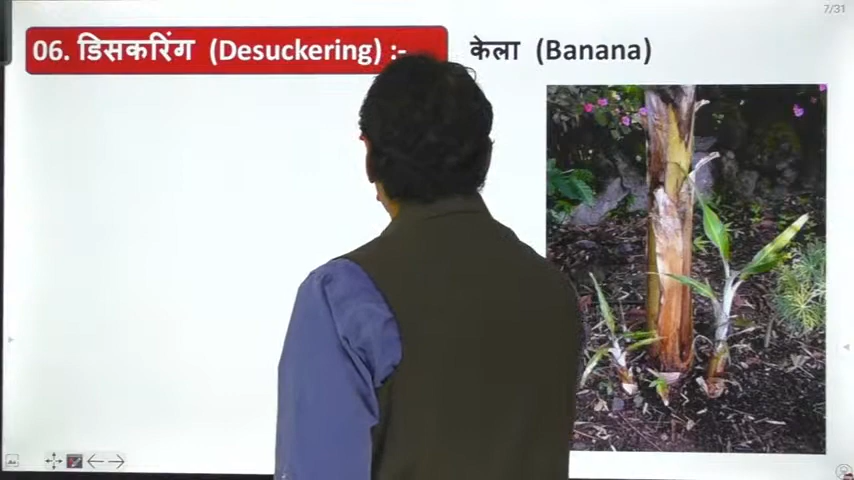 06. डिसकरिंग (Desuckering) :-
केला (Banana)
7/31